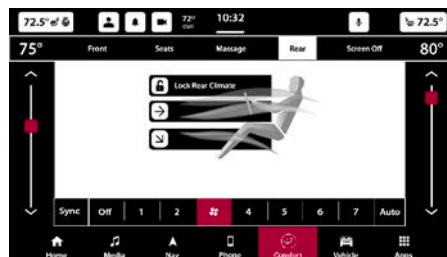 72.5°
72°
OUT
10:32
72.5°
75°
Front
Seats
Massage
Rear
Screen Off
80°
Lock Rear Climate
Sync
Off
1
2
4
5
6
7
Auto
Home
Media
Nav
Phone
Comfort
Vehicle
Apps